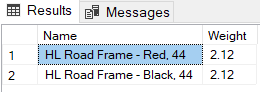 Results Messages
Name Weight
1 HL Road Frame - Red, 44 2.12
2 HL Road Frame - Black, 44 2.12